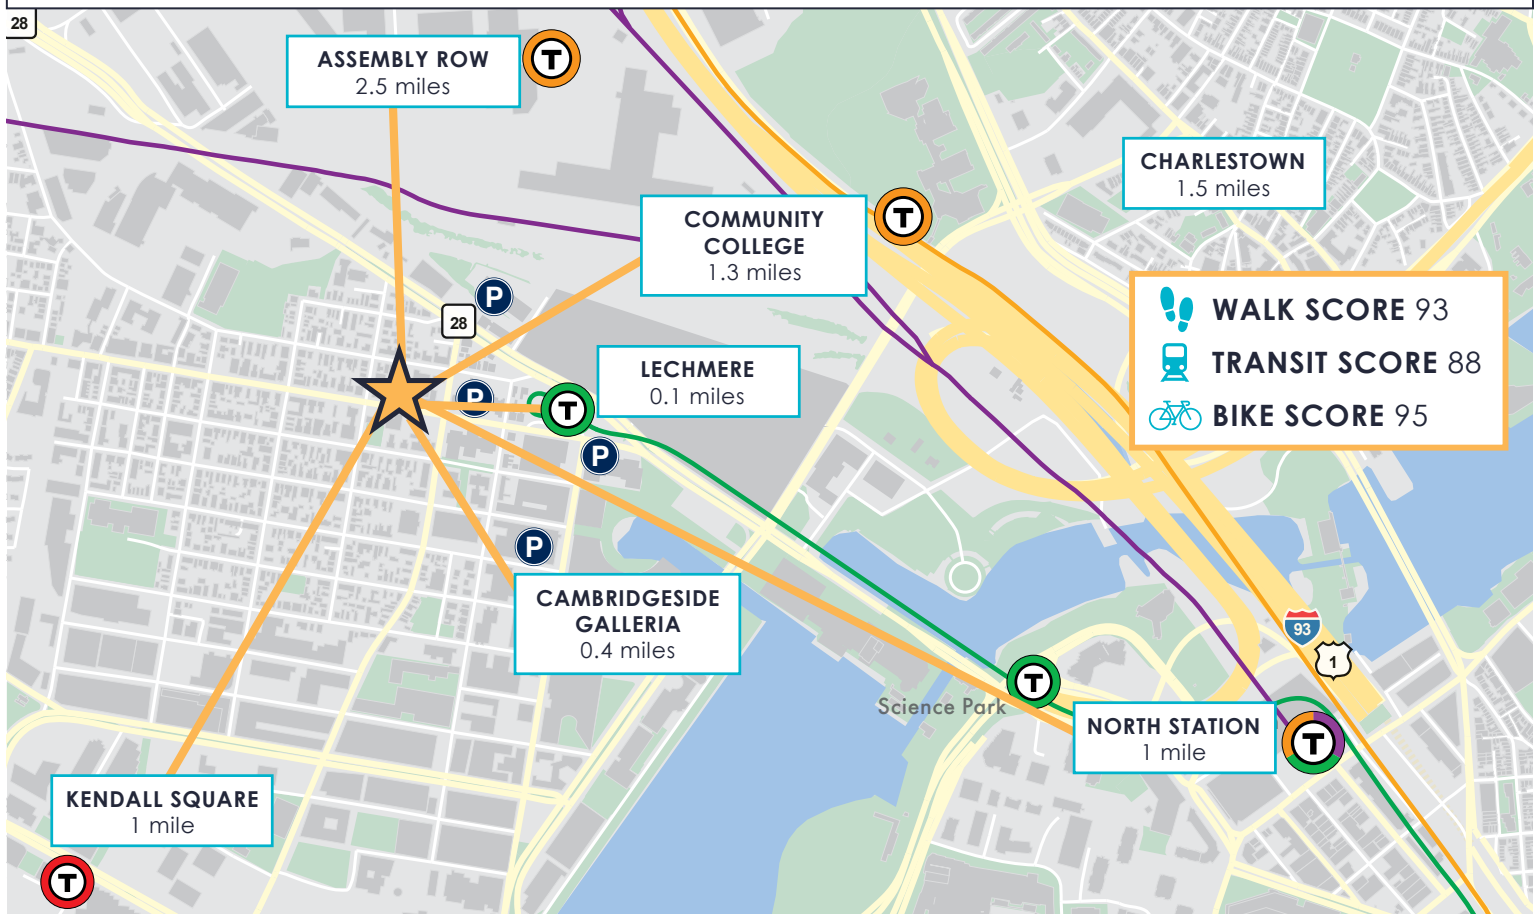 28
ASSEMBLY ROW
2.5 miles
T
CHARLESTOWN
1.5 miles
COMMUNITY
COLLEGE
1.3 miles
T
WALK SCORE 93
TRANSIT SCORE 88
BIKE SCORE 95
P
28
LECHMERE
0.1 miles
P
T
P
P
CAMBRIDGESIDE
GALLERIA
0.4 miles
93
1
T
Science Park
NORTH STATION
1 mile
T
KENDALL SQUARE
1 mile
T